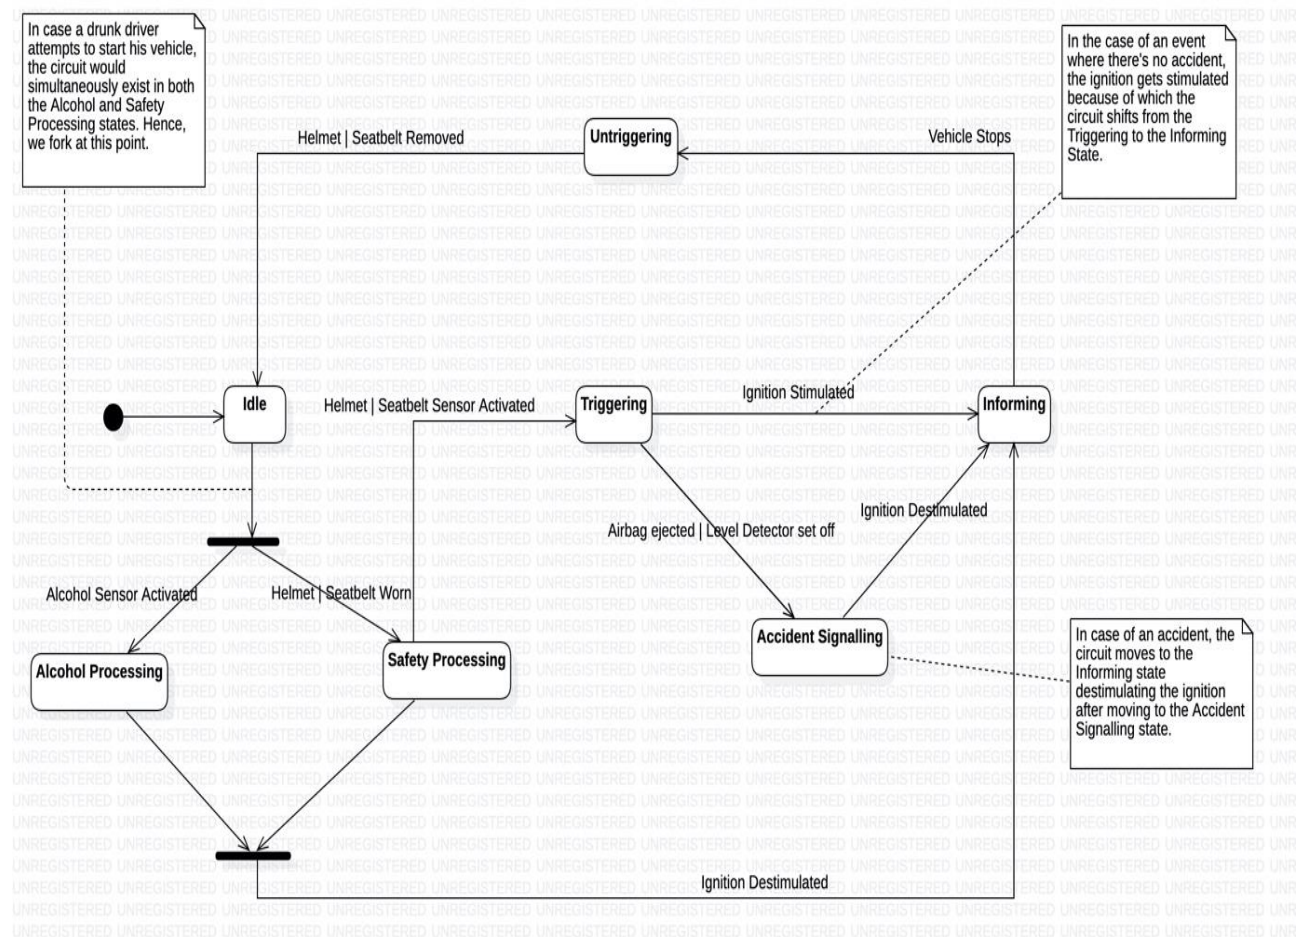 In case a drunk driver
attempts to start his vehicle,
the circuit would
simultaneously exist in both
the Alcohol and Safety
Processing states. Hence,
we fork at this point.
In the case of an event
where there's no accident,
the ignition gets stimulated
because of which the
circuit shifts from the
Triggering to the Informing
State.
Helmet | Seatbelt Removed
Untriggering
Vehicle Stops
Idle
Helmet | Seatbelt Sensor Activated
Triggering
Ignition Stimulated
Informing
Airbag ejected | Level Detector set off
Ignition Destimulated
Alcohol Sensor Activated
Helmet | Seatbelt Worn
Alcohol Processing
Safety Processing
Accident Signalling
In case of an accident, the
circuit moves to the
Informing state
destimulating the ignition
after moving to the Accident
Signalling state.
Ignition Destimulated
UNREGISTERED